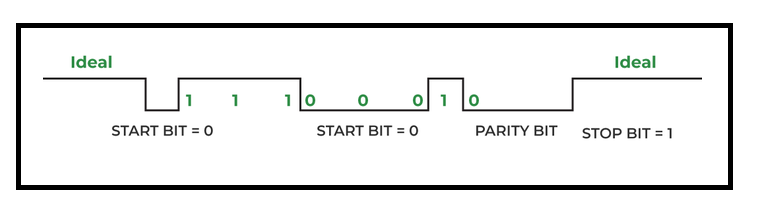 Ideal Ideal
1 1 1 0 0 0 1 0
START BIT = 0 START BIT = 0 PARITY BIT STOP BIT = 1